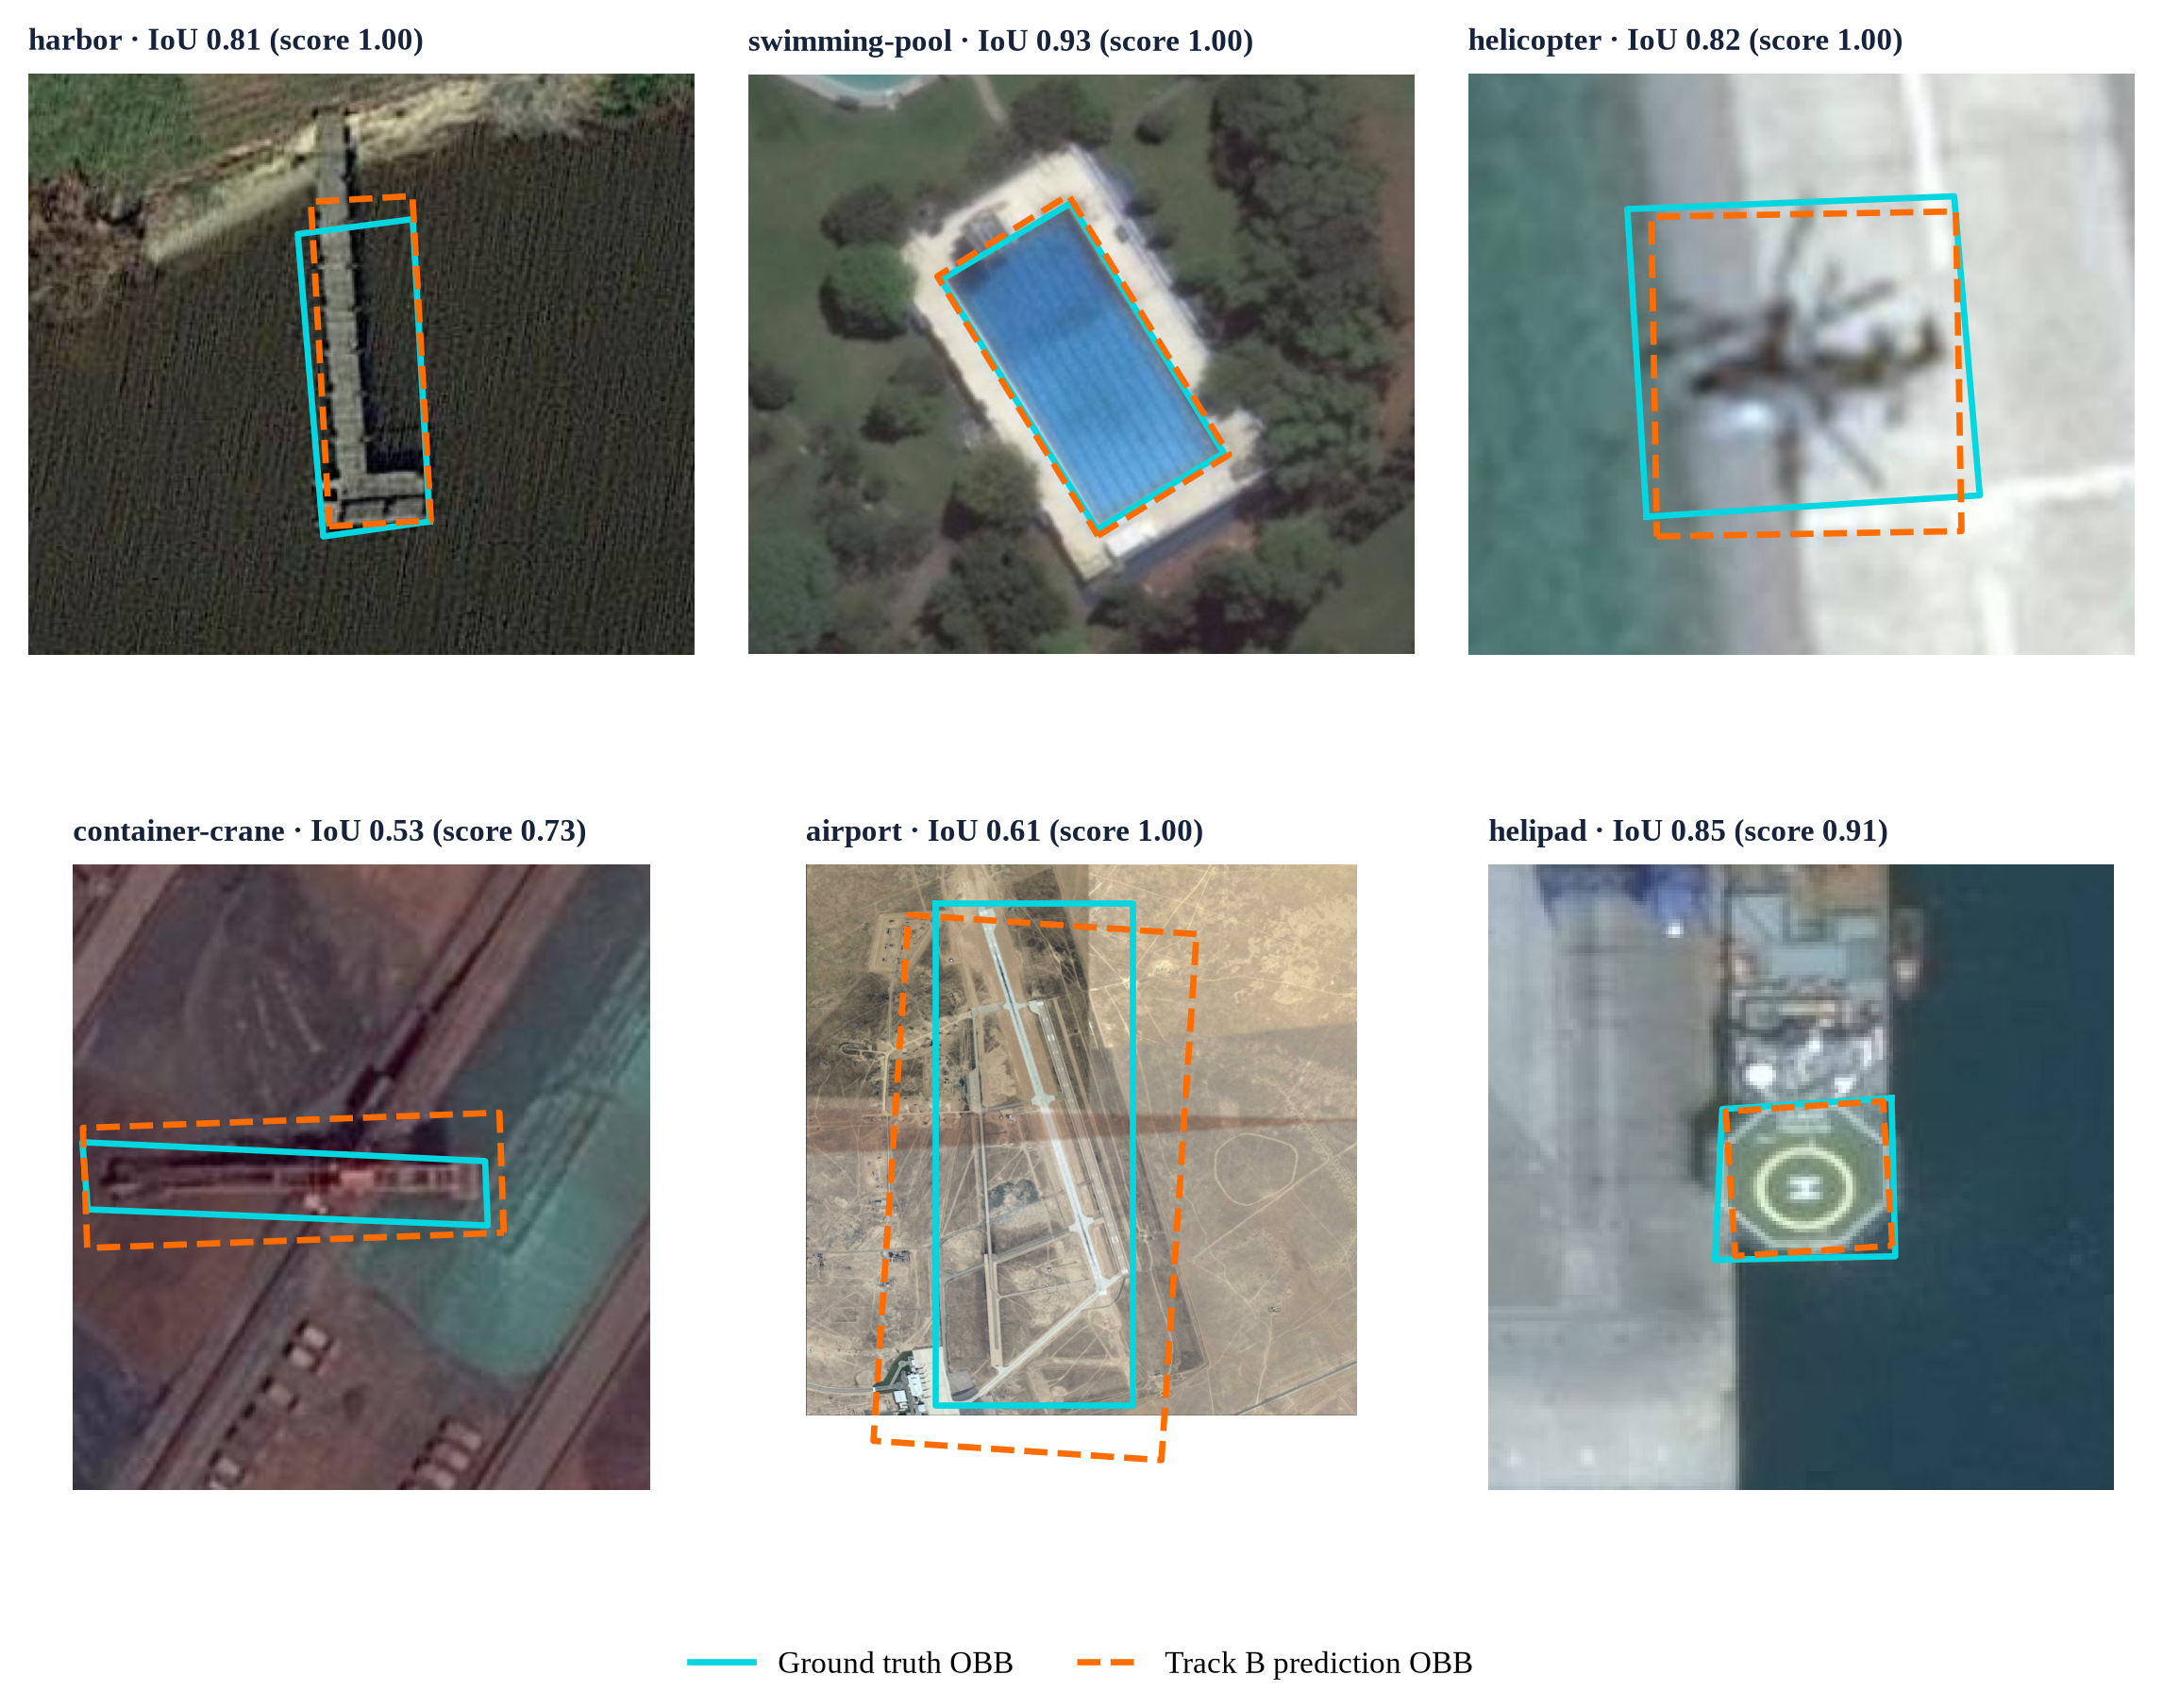 harbor · IoU 0.81 (score 1.00)
swimming-pool · IoU 0.93 (score 1.00)
helicopter · IoU 0.82 (score 1.00)
container-crane · IoU 0.53 (score 0.73)
airport · IoU 0.61 (score 1.00)
helipad · IoU 0.85 (score 0.91)
H
Ground truth OBB
Track B prediction OBB